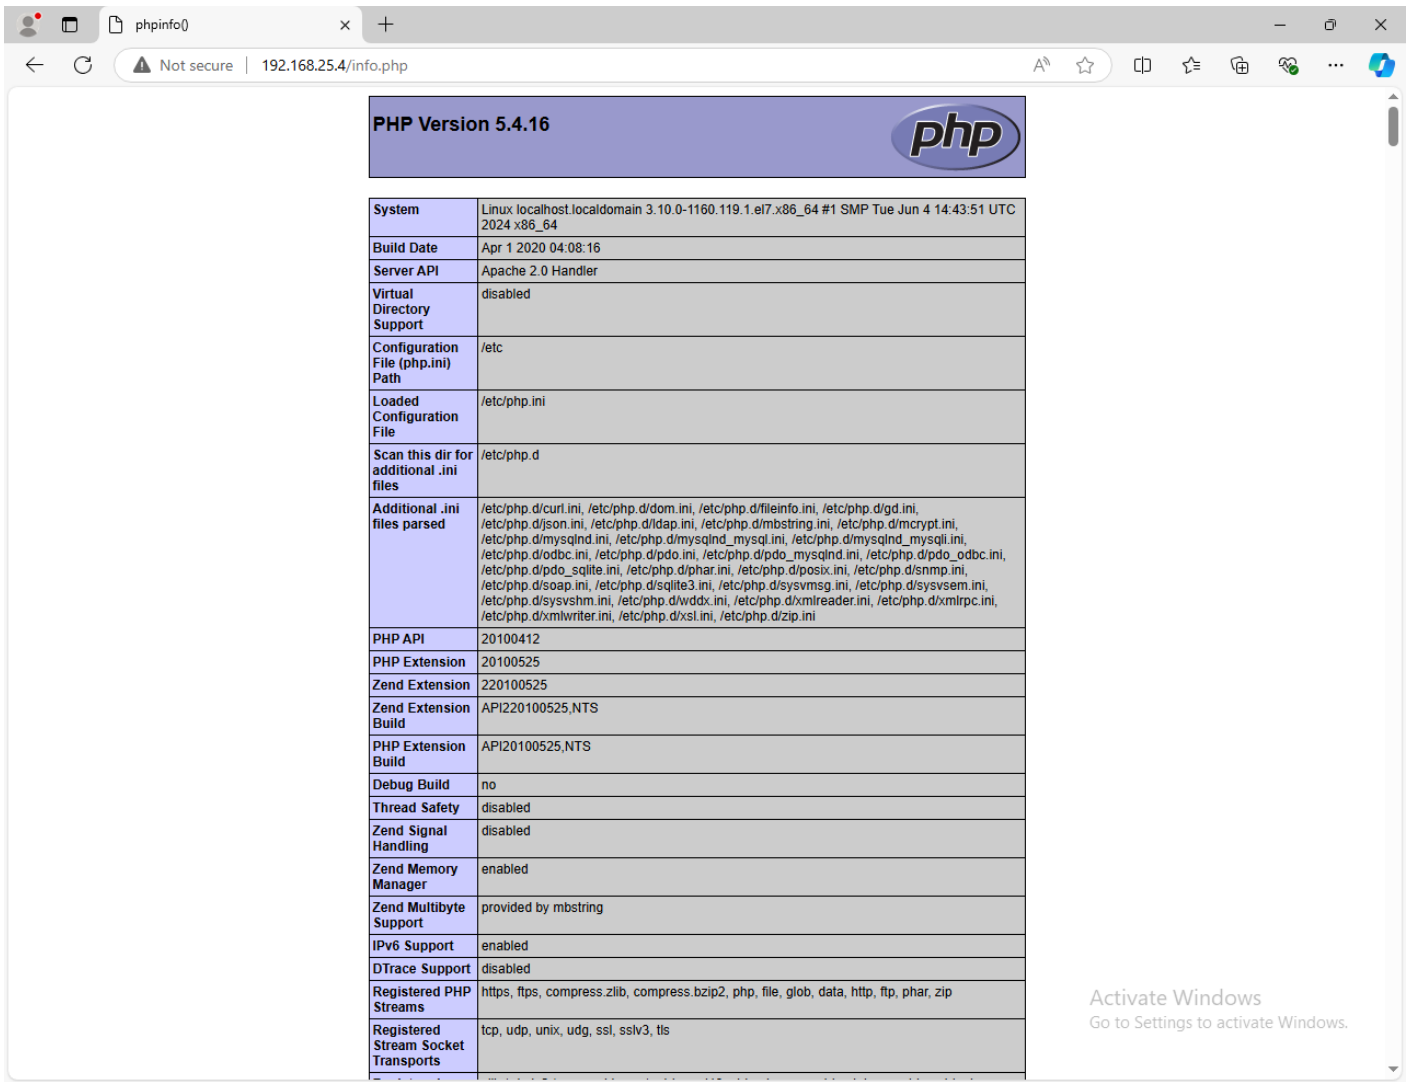 phpinfo()
Not secure
192.168.25.4/info.php
PHP Version 5.4.16
php
System
Linux localhost.localdomain 3.10.0-1160.119.1.el7.x86_64 #1 SMP Tue Jun 4 14:43:51 UTC
2024 x86_64
Build Date
Apr 1 2020 04:08:16
Server API
Apache 2.0 Handler
Virtual
Directory
Support
disabled
Configuration
File (php.ini)
Path
/etc
Loaded
Configuration
File
/etc/php.ini
Scan this dir for
additional .ini
files
/etc/php.d
Additional .ini
files parsed
/etc/php.d/curl.ini, /etc/php.d/dom.ini, /etc/php.d/fileinfo.ini, /etc/php.d/gd.ini,
/etc/php.d/json.ini, /etc/php.d/ldap.ini, /etc/php.d/mbstring.ini, /etc/php.d/mcrypt.ini,
/etc/php.d/mysqlnd.ini, /etc/php.d/mysqlnd_mysql.ini, /etc/php.d/mysqlnd_mysqli.ini,
/etc/php.d/odbc.ini, /etc/php.d/pdo.ini, /etc/php.d/pdo_mysqlnd.ini, /etc/php.d/pdo_odbc.ini,
/etc/php.d/pdo_sqlite.ini, /etc/php.d/phar.ini, /etc/php.d/posix.ini, /etc/php.d/snmp.ini,
/etc/php.d/soap.ini, /etc/php.d/sqlite3.ini, /etc/php.d/sysvmsg.ini, /etc/php.d/sysvsem.ini,
/etc/php.d/sysvshm.ini, /etc/php.d/wddx.ini, /etc/php.d/xmlreader.ini, /etc/php.d/xmlrpc.ini,
/etc/php.d/xmlwriter.ini, /etc/php.d/xsl.ini, /etc/php.d/zip.ini
PHP API
20100412
PHP Extension
20100525
Zend Extension
220100525
Zend Extension
Build
API220100525,NTS
PHP Extension
Build
API20100525,NTS
Debug Build
no
Thread Safety
disabled
Zend Signal
Handling
disabled
Zend Memory
Manager
enabled
Zend Multibyte
Support
provided by mbstring
IPv6 Support
enabled
DTrace Support
disabled
Registered PHP
Streams
https, ftps, compress.zlib, compress.bzip2, php, file, glob, data, http, ftp, phar, zip
Registered
Stream Socket
Transports
tcp, udp, unix, udg, ssl, sslv3, tls
Activate Windows
Go to Settings to activate Windows.